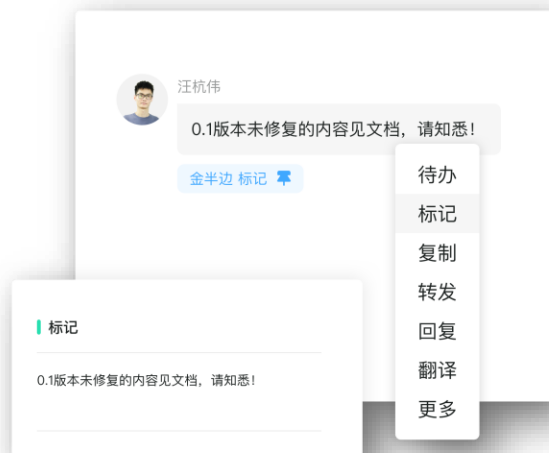 汪杭伟
0.1版本未修复的内容见文档，请知悉！
金半边 标记
待办
标记
复制
转发
回复
翻译
更多
标记
0.1版本未修复的内容见文档，请知悉！